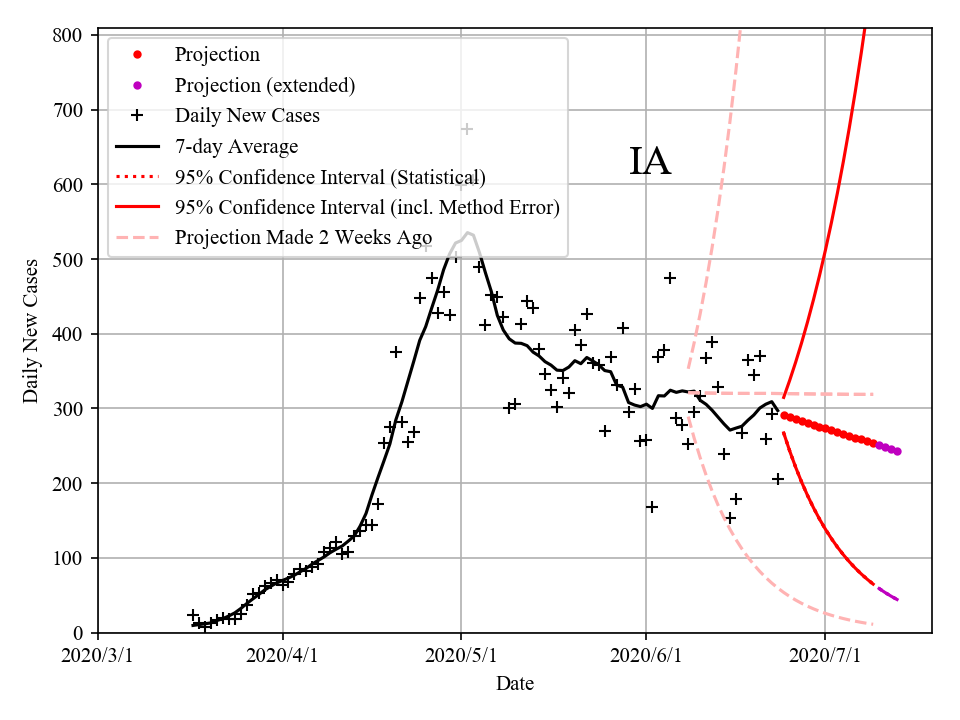 800
700
600
500
400
300
200
100
0
Daily New Cases
Projection
Projection (extended)
Daily New Cases
7-day Average
95% Confidence Interval (Statistical)
95% Confidence Interval (incl. Method Error)
Projection Made 2 Weeks Ago
IA
2020/3/1 2020/4/1 2020/5/1 2020/6/1 2020/7/1
Date